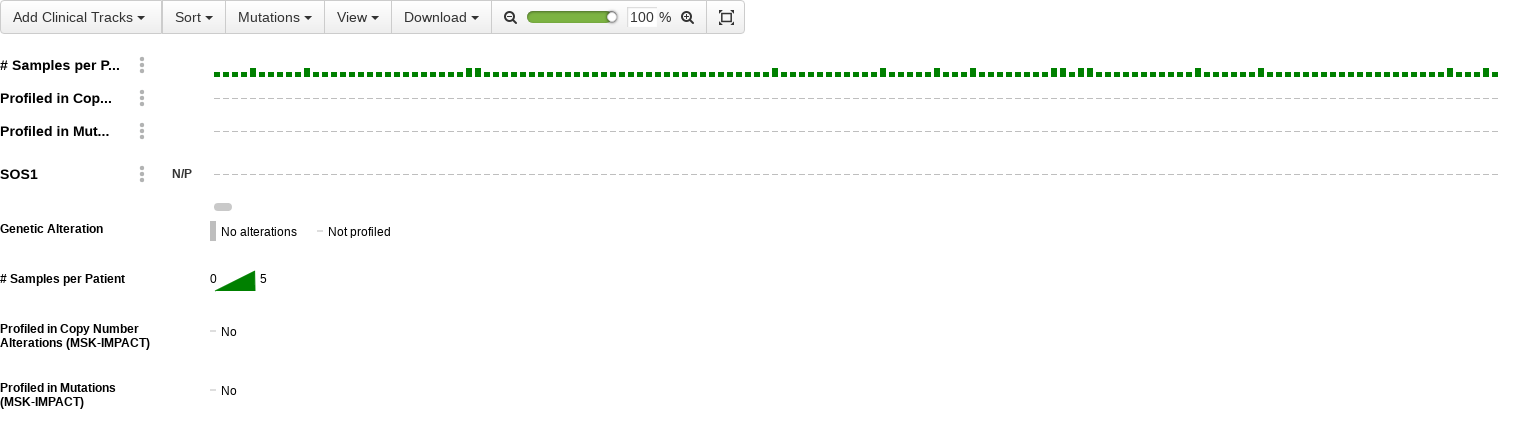 Add Clinical Tracks Sort Mutations View Download 100 %
# Samples per P...
Profiled in Cop...
Profiled in Mut...
SOS1 N/P
Genetic Alteration No alterations Not profiled
# Samples per Patient 0 5
Profiled in Copy Number
Alterations (MSK-IMPACT) No
Profiled in Mutations
(MSK-IMPACT) No